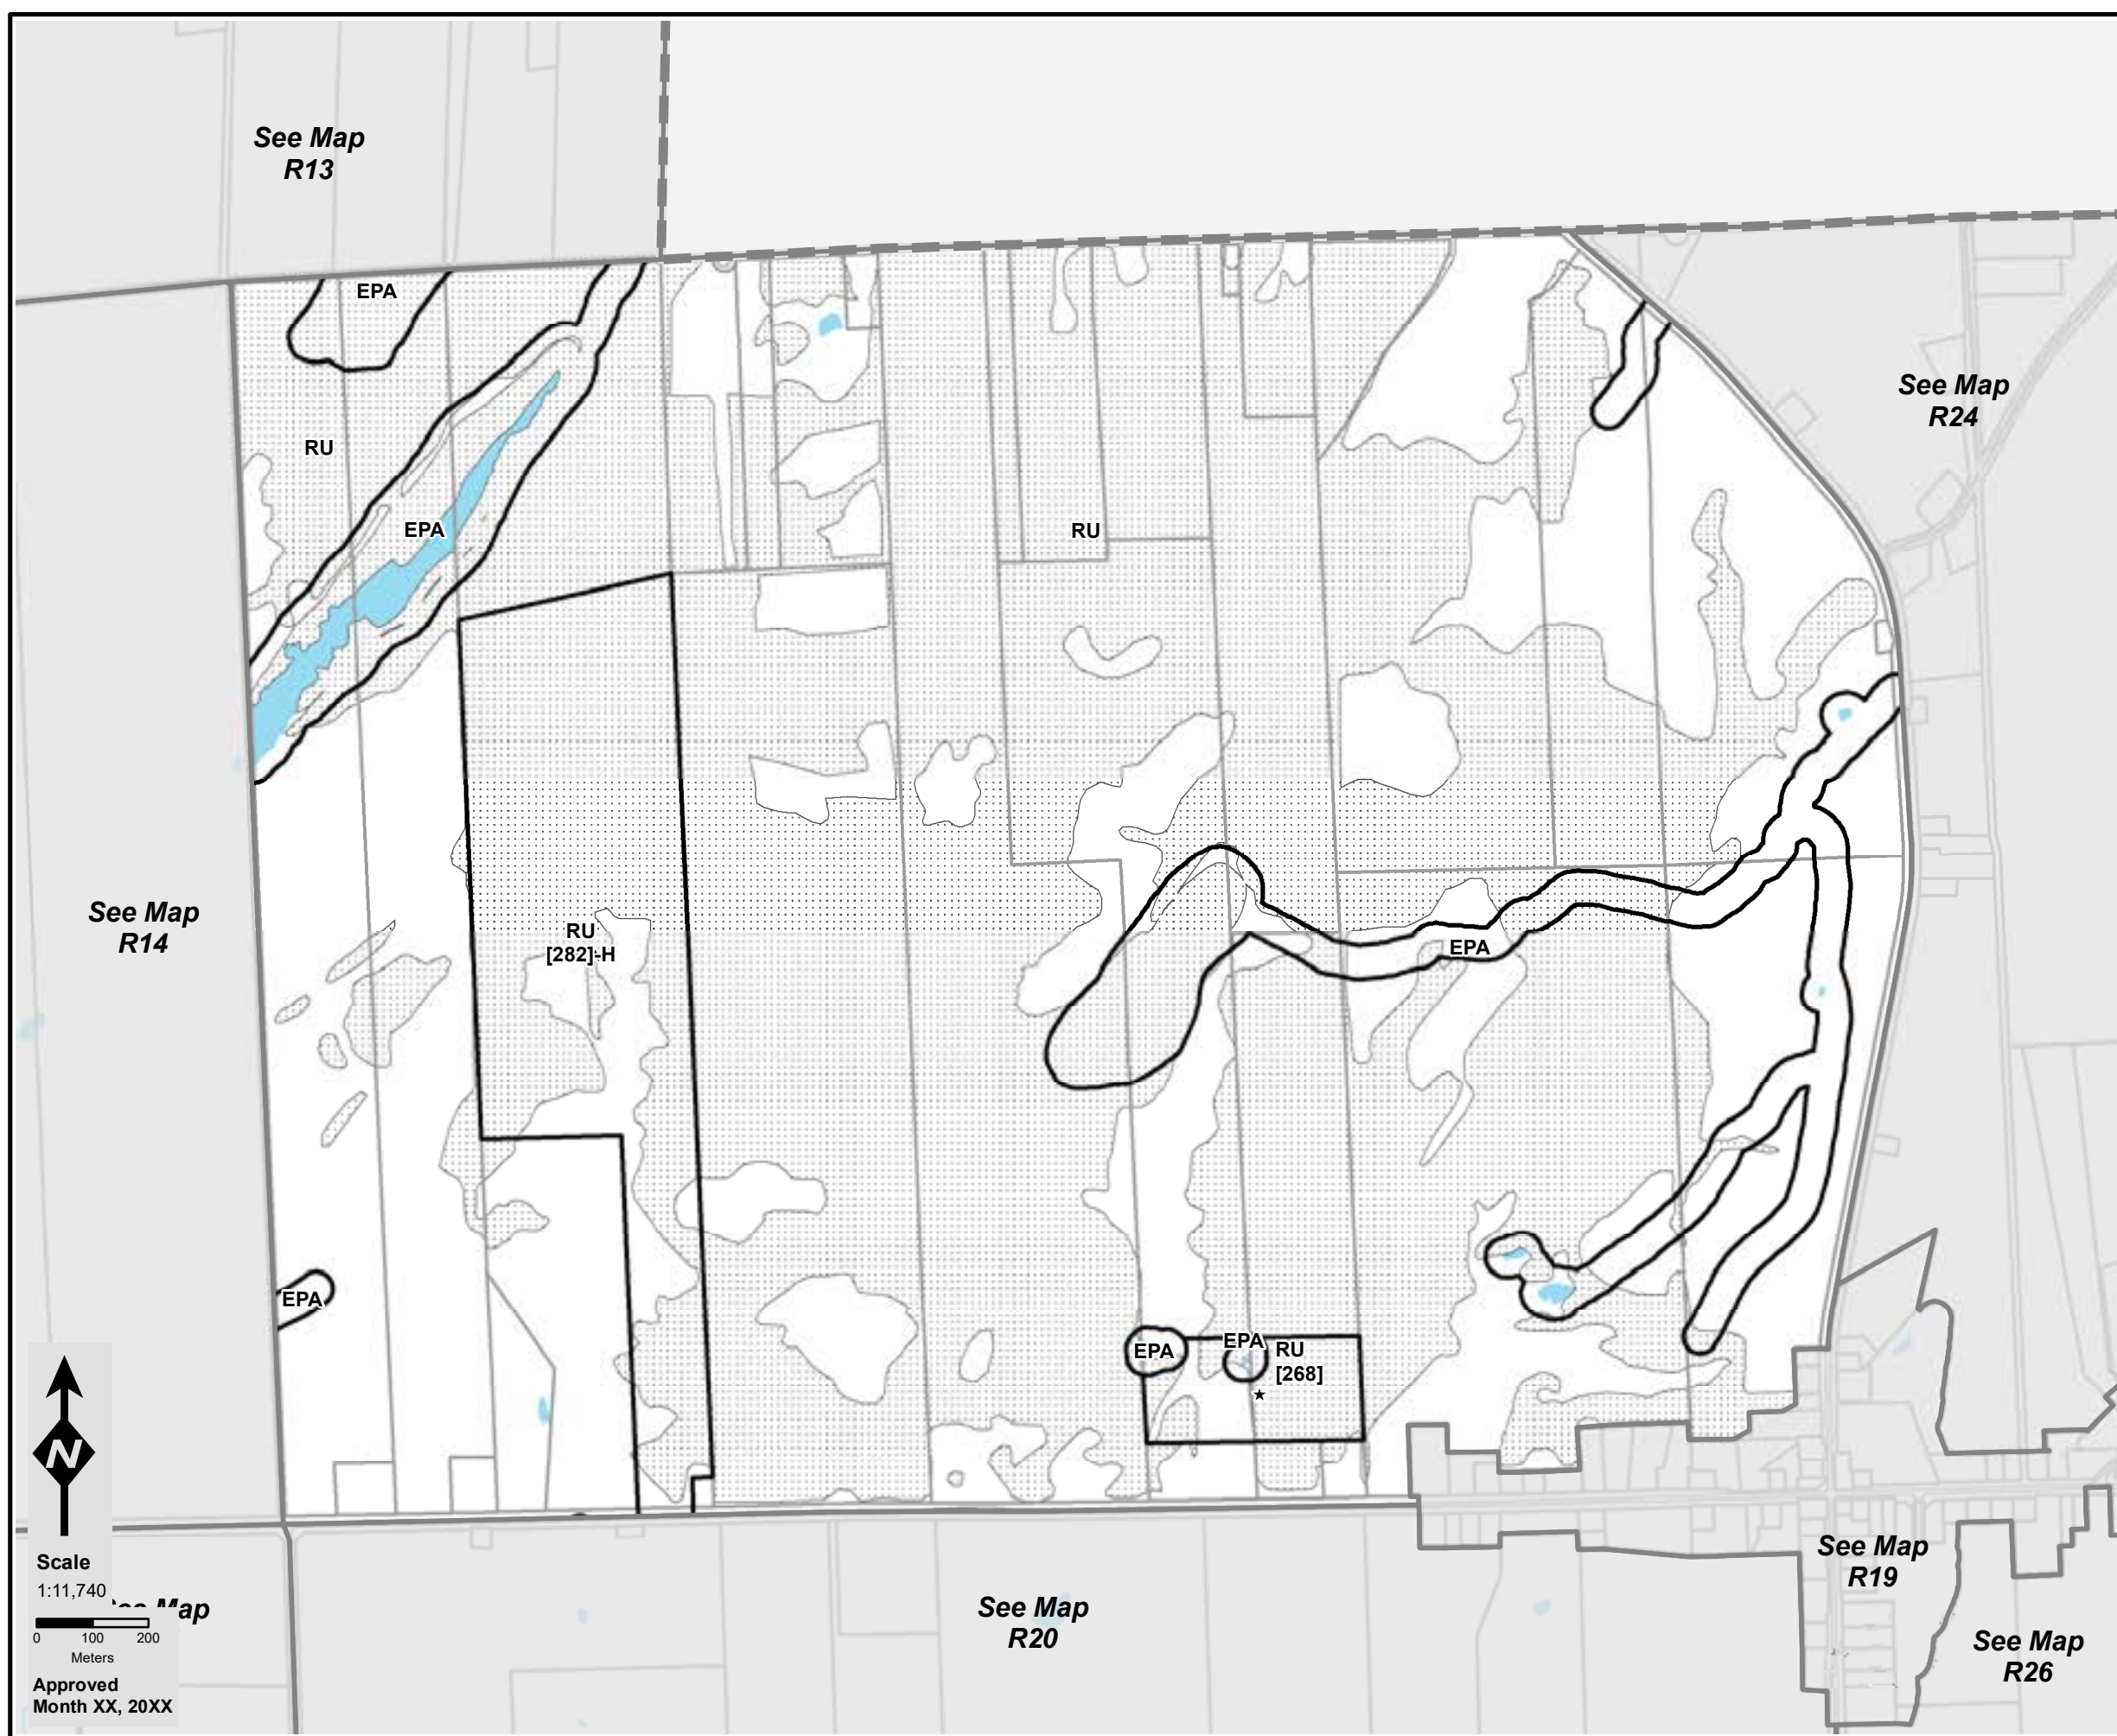 See Map
R13
EPA
See Map
R24
RU
EPA
RU
See Map
R14
RU
[282]-H
EPA
EPA
EPA
EPA
RU
[268]
N
Scale
1:11,740
0 100 200
Meters
Approved
Month XX, 20XX
Map
See Map
R20
See Map
R19
See Map
R26